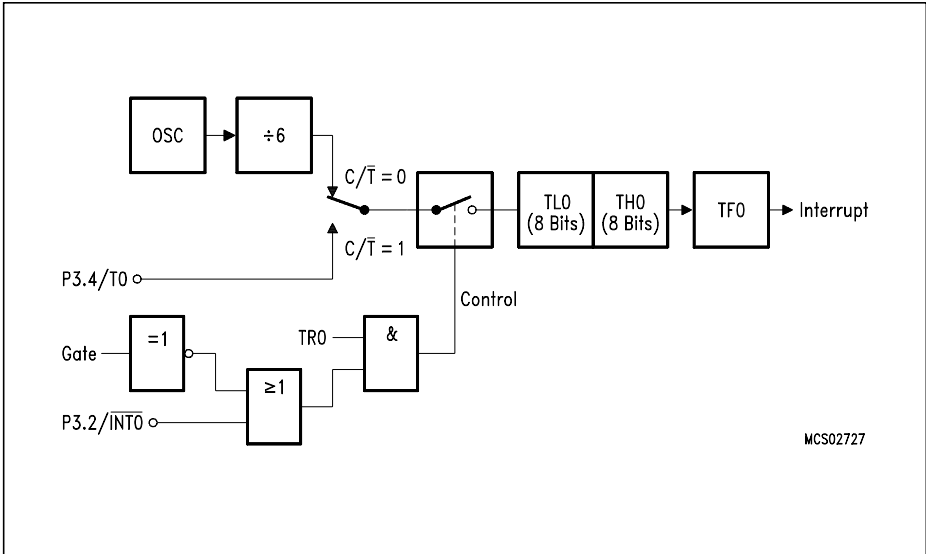 OSC
÷6
C/T̅ = 0
C/T̅ = 1
P3.4/T0
TL0
(8 Bits)
TH0
(8 Bits)
TF0
Interrupt
Control
Gate
=1
TR0
&
≥1
P3.2/I̅N̅T̅0̅
MCS02727